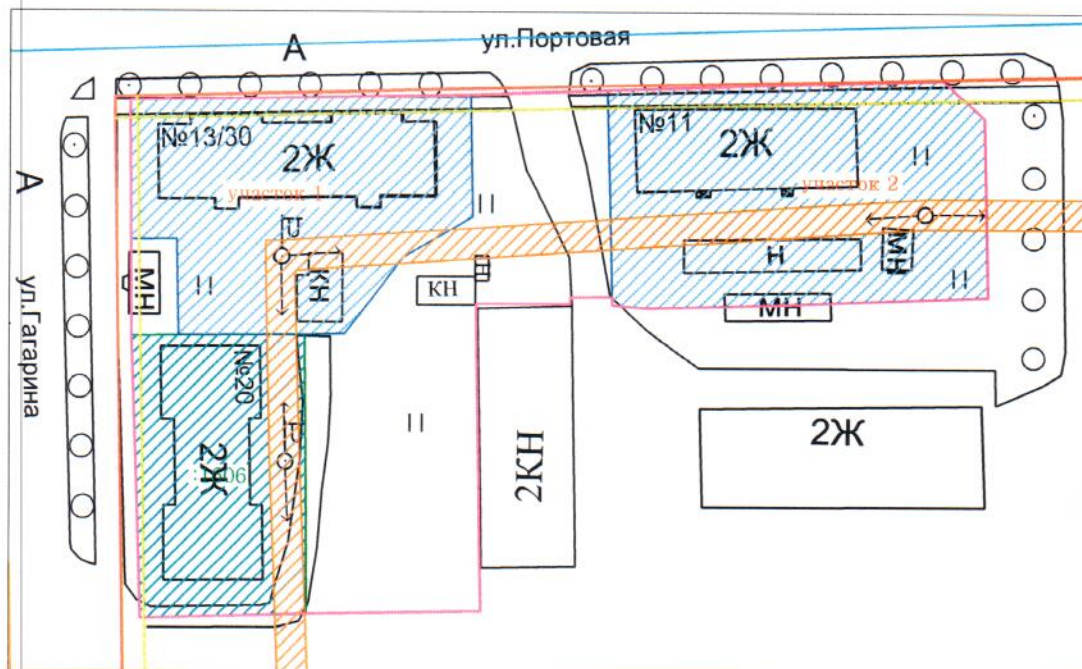 ул.Портовая
А
№13/30
2Ж
участок 1
№11
2Ж
участок 2
А
ул.Гагарина
МН
КН
КН
Н
МН
МН
№20
2Ж
2КН
2Ж